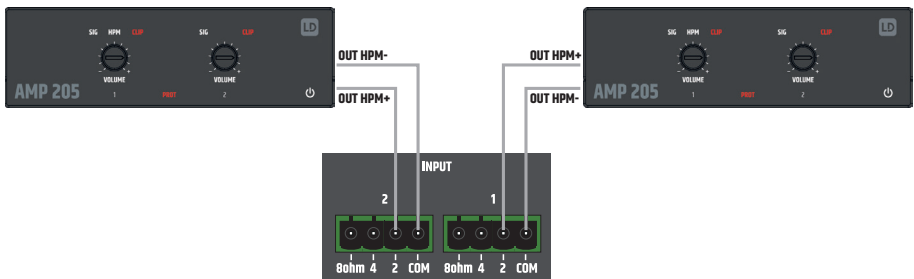 SIG HPM CLIP SIG CLIP LD
VOLUME VOLUME
AMP 205 1 PROT 2
OUT HPM-
OUT HPM+
OUT HPM+
OUT HPM-
SIG HPM CLIP SIG CLIP LD
VOLUME VOLUME
AMP 205 1 PROT 2
INPUT
2 1
8ohm 4 2 COM 8ohm 4 2 COM